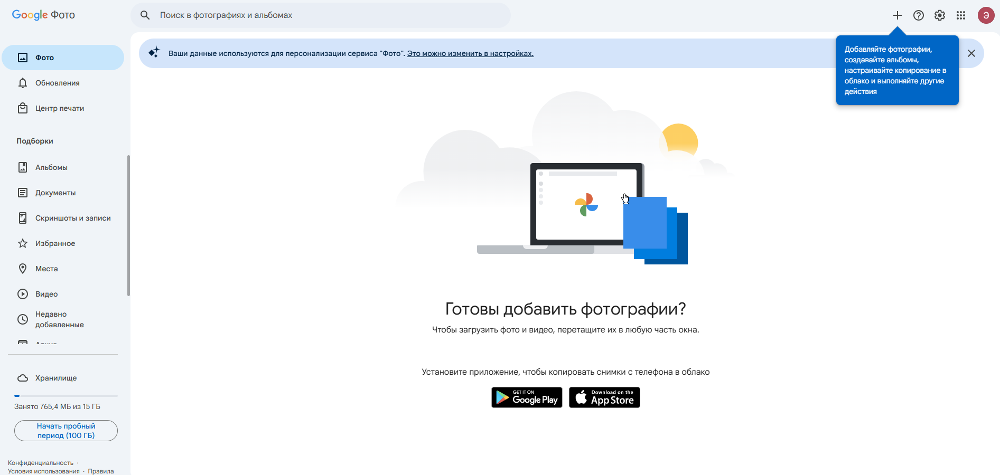 Google Фото
Поиск в фотографиях и альбомах
Э
Фото
Обновления
Центр печати
Подборки
Альбомы
Документы
Скриншоты и записи
Избранное
Места
Видео
Недавно
добавленные
Архив
Хранилище
Занято 765,4 МБ из 15 ГБ
Начать пробный
период (100 ГБ)
Конфиденциальность ·
Условия использования · Правила
Ваши данные используются для персонализации сервиса "Фото". Это можно изменить в настройках.
Добавляйте фотографии,
создавайте альбомы,
настраивайте копирование в
облако и выполняйте другие
действия
Готовы добавить фотографии?
Чтобы загрузить фото и видео, перетащите их в любую часть окна.
Установите приложение, чтобы копировать снимки с телефона в облако
GET IT ON
Google Play
Download on the
App Store